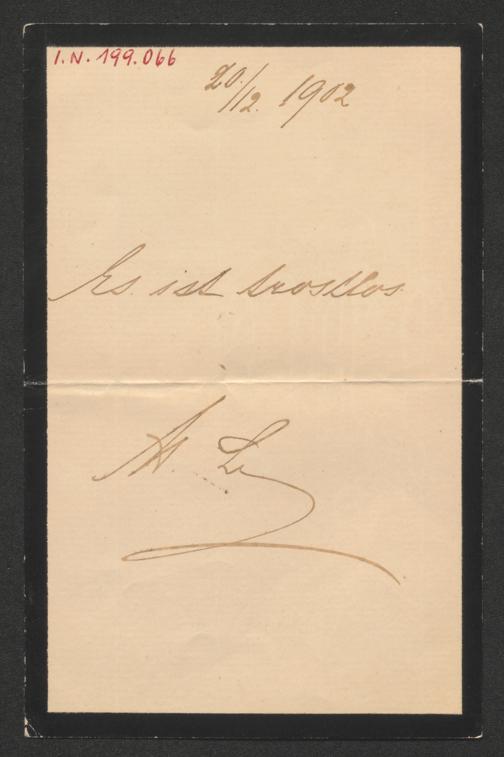 I.N. 199.066
20./12. 1902
Es ist trostlos